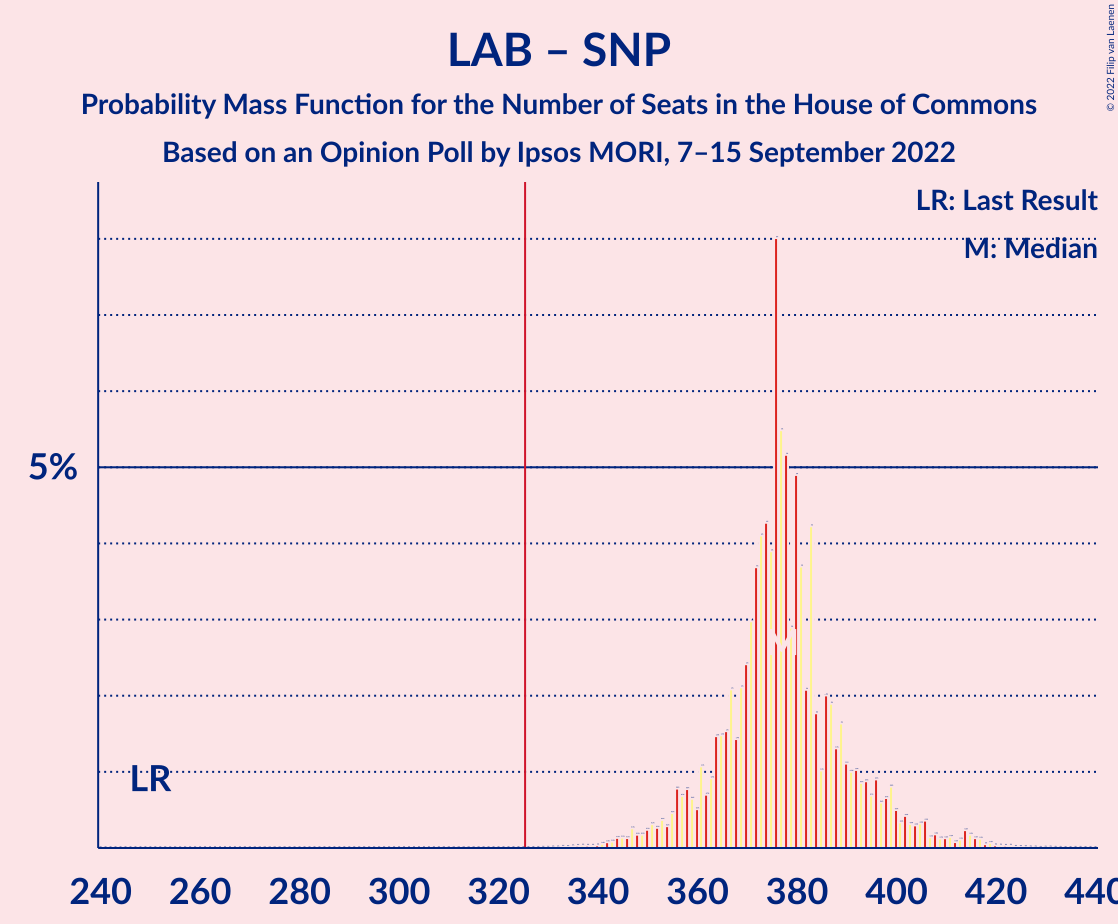 LAB – SNP
Probability Mass Function for the Number of Seats in the House of Commons
Based on an Opinion Poll by Ipsos MORI, 7–15 September 2022
© 2022 Filip van Laenen
LR: Last Result
M: Median
5%
LR
M
240 260 280 300 320 340 360 380 400 420 440